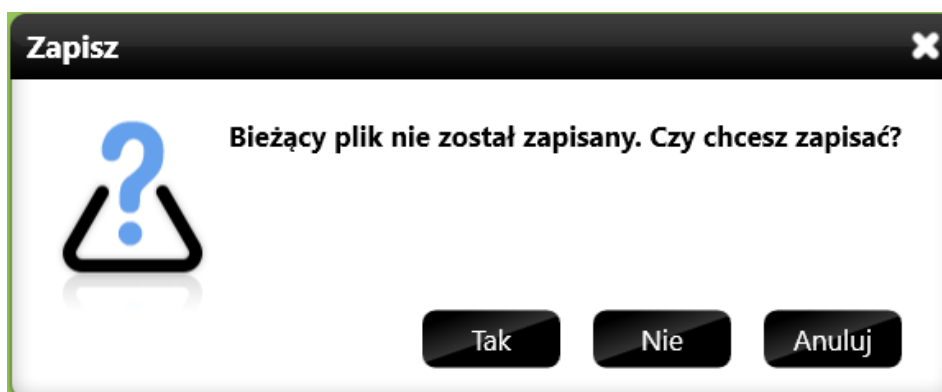 Zapisz
Bieżący plik nie został zapisany. Czy chcesz zapisać?
Tak Nie Anuluj